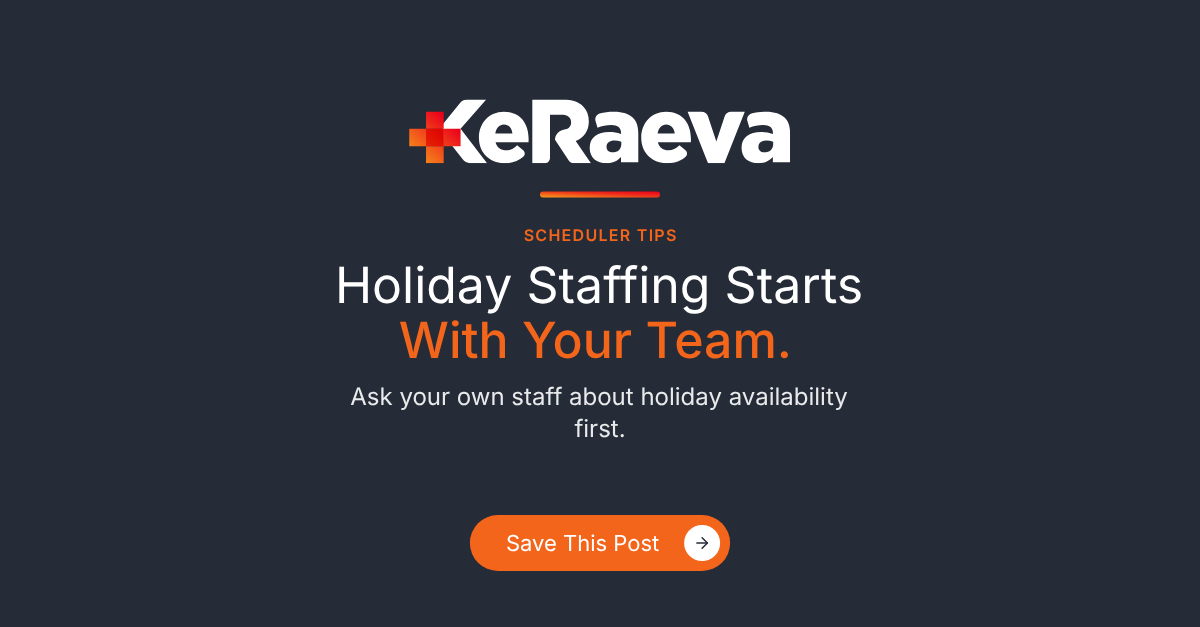 KeRaeva
SCHEDULER TIPS
Holiday Staffing Starts
With Your Team.
Ask your own staff about holiday availability
first.
Save This Post